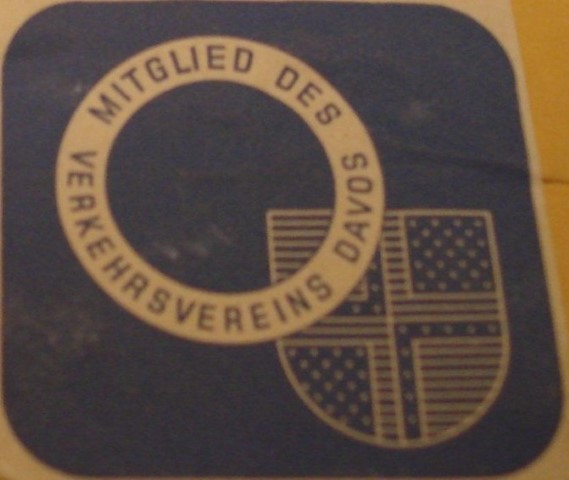 MITGLIED DES
VERKEHRSVEREINS DAVOS